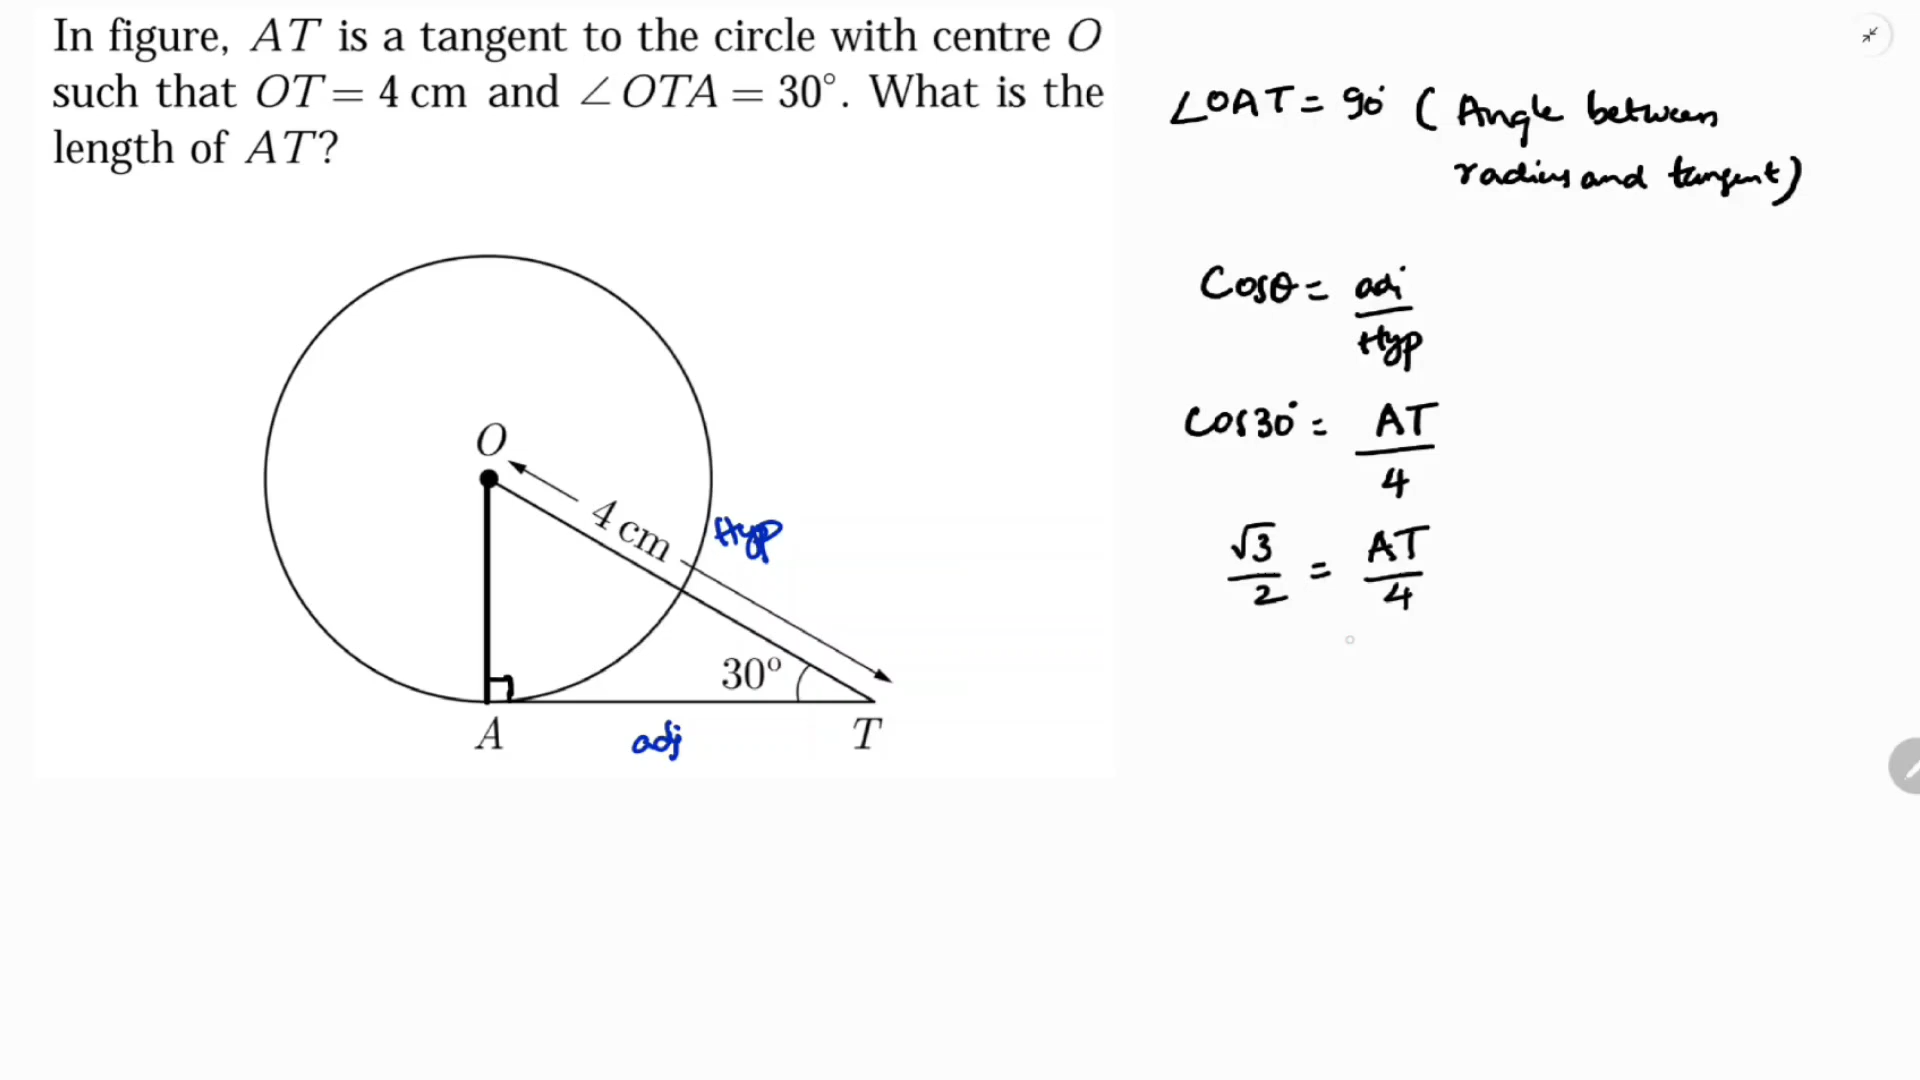 In figure, AT is a tangent to the circle with centre O
such that OT = 4 cm and ∠OTA = 30°. What is the
length of AT?
∠OAT = 90° ( Angle between
radius and tangent)
Cosθ = adj
Hyp
Cos30° = AT
4
√3/2 = AT/4
O
4 cm
Hyp
30°
A
adj
T